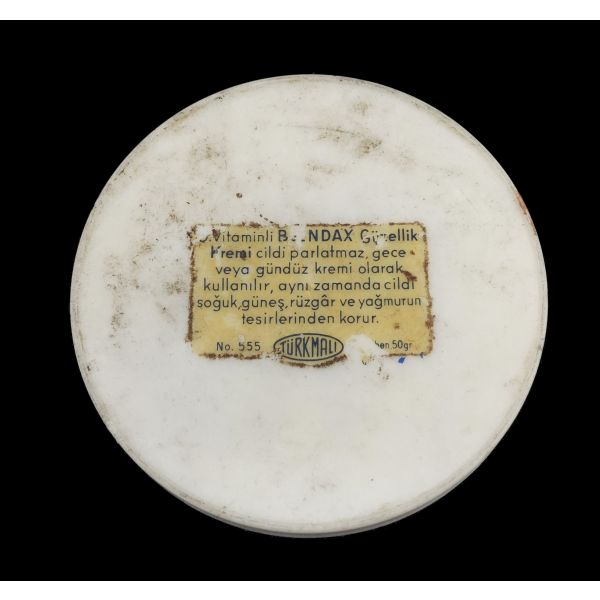 Vitaminli BLENDAX Güzellik
Kremi cildi parlatmaz, gece
veya gündüz kremi olarak
kullanılır, aynı zamanda cildi
soğuk,güneş,rüzgâr ve yağmurun
tesirlerinden korur.
No. 555 TÜRKMALI 50gr